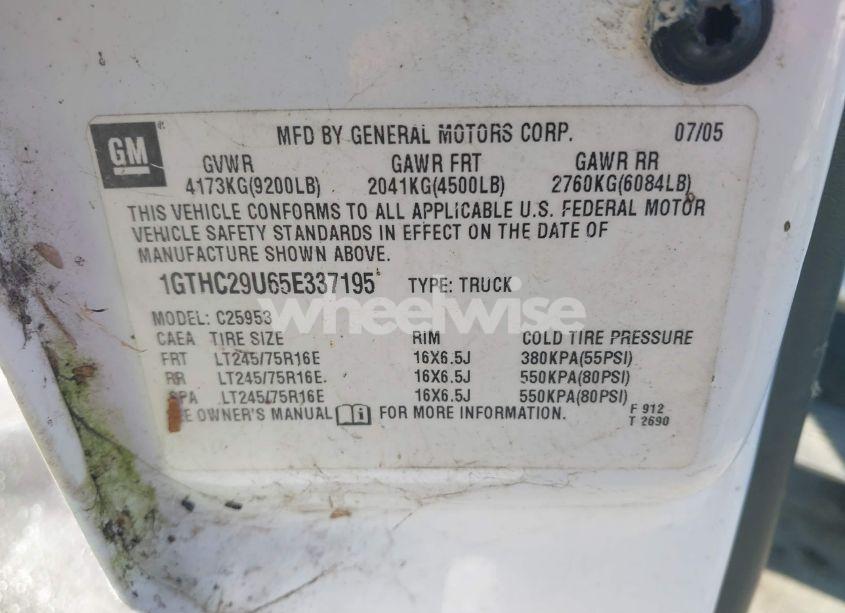 GM
MFD BY GENERAL MOTORS CORP. 07/05
GVWR GAWR FRT GAWR RR
4173KG(9200LB) 2041KG(4500LB) 2760KG(6084LB)
THIS VEHICLE CONFORMS TO ALL APPLICABLE U.S. FEDERAL MOTOR
VEHICLE SAFETY STANDARDS IN EFFECT ON THE DATE OF
MANUFACTURE SHOWN ABOVE.
1GTHC29U65E337195 TYPE: TRUCK
wheelwise
MODEL: C25953
CAEA TIRE SIZE RIM COLD TIRE PRESSURE
FRT LT245/75R16E 16X6.5J 380KPA(55PSI)
RR LT245/75R16E 16X6.5J 550KPA(80PSI)
SPA LT245/75R16E 16X6.5J 550KPA(80PSI)
SEE OWNER'S MANUAL FOR MORE INFORMATION.
F 912
T 2690